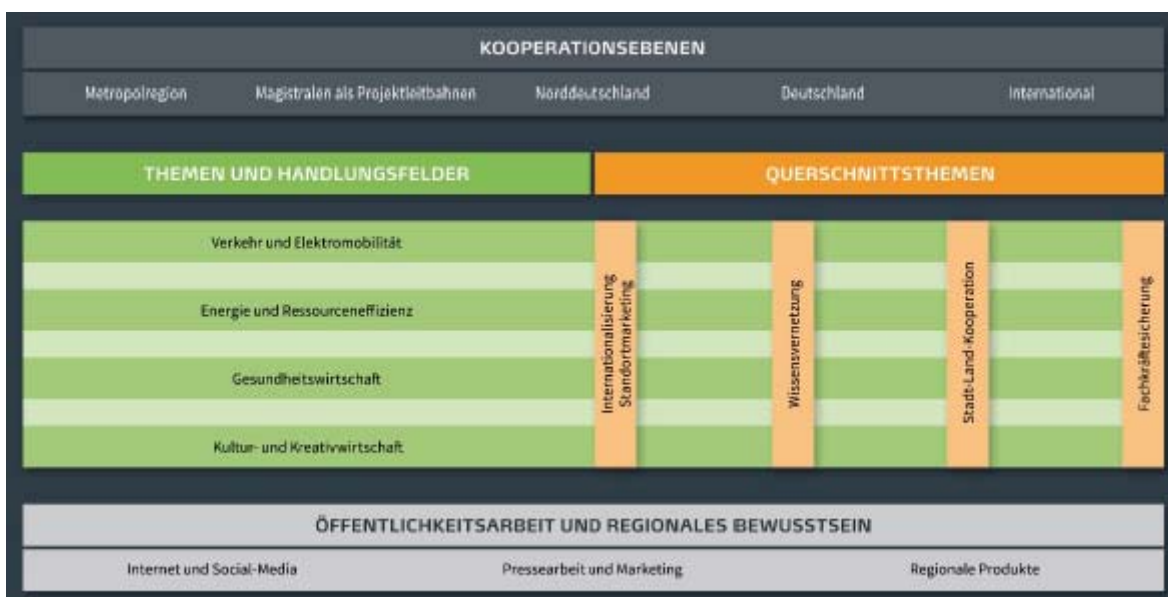 KOOPERATIONSEBENEN
Metropolregion
Magistralen als Projektleitbahnen
Norddeutschland
Deutschland
International
THEMEN UND HANDLUNGSFELDER
QUERSCHNITTSTHEMEN
Verkehr und Elektromobilität
Energie und Ressourceneffizienz
Gesundheitswirtschaft
Kultur- und Kreativwirtschaft
Internationalisierung
Standortmarketing
Wissensvernetzung
Stadt-Land-Kooperation
Fachkräftesicherung
ÖFFENTLICHKEITSARBEIT UND REGIONALES BEWUSSTSEIN
Internet und Social-Media
Pressearbeit und Marketing
Regionale Produkte